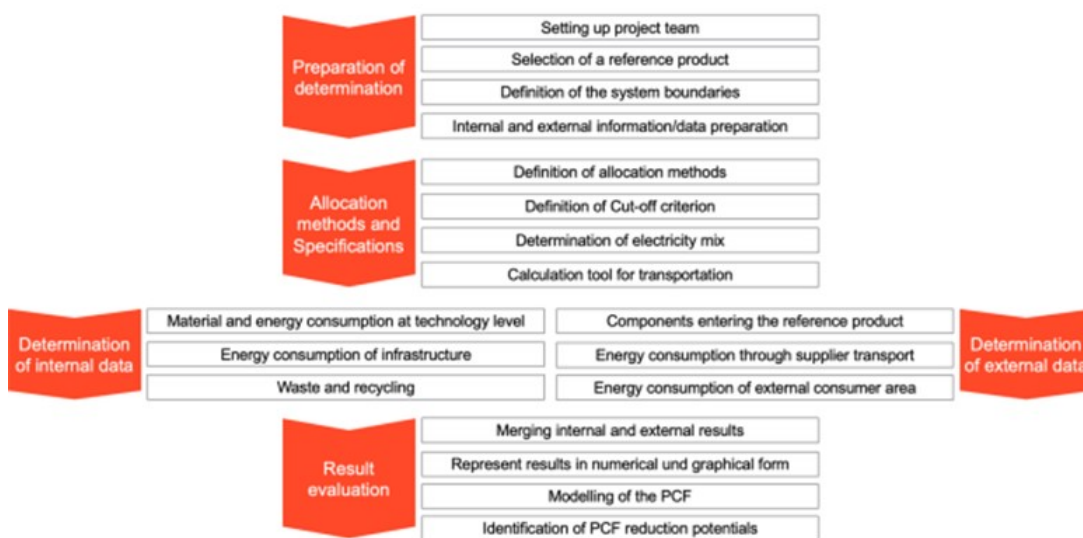 Preparation of
determination
Setting up project team
Selection of a reference product
Definition of the system boundaries
Internal and external information/data preparation
Allocation
methods and
Specifications
Definition of allocation methods
Definition of Cut-off criterion
Determination of electricity mix
Calculation tool for transportation
Determination
of internal data
Material and energy consumption at technology level
Energy consumption of infrastructure
Waste and recycling
Components entering the reference product
Energy consumption through supplier transport
Energy consumption of external consumer area
Determination
of external data
Result
evaluation
Merging internal and external results
Represent results in numerical und graphical form
Modelling of the PCF
Identification of PCF reduction potentials